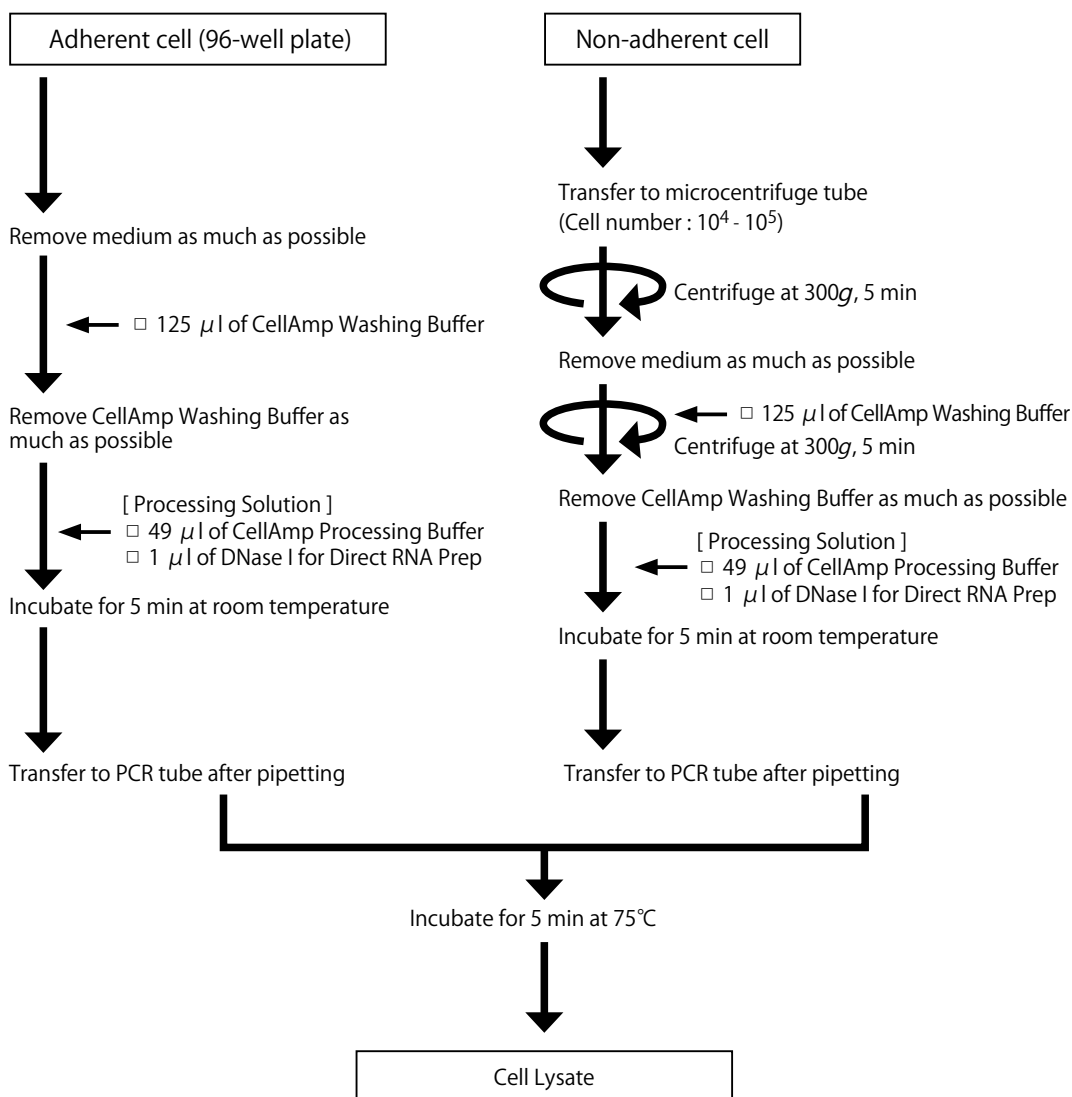 Adherent cell (96-well plate)
Remove medium as much as possible
□ 125 μl of CellAmp Washing Buffer
Remove CellAmp Washing Buffer as
much as possible
[ Processing Solution ]
□ 49 μl of CellAmp Processing Buffer
□ 1 μl of DNase I for Direct RNA Prep
Incubate for 5 min at room temperature
Transfer to PCR tube after pipetting
Non-adherent cell
Transfer to microcentrifuge tube
(Cell number : 10⁴ - 10⁵)
Centrifuge at 300g, 5 min
Remove medium as much as possible
□ 125 μl of CellAmp Washing Buffer
Centrifuge at 300g, 5 min
Remove CellAmp Washing Buffer as much as possible
[ Processing Solution ]
□ 49 μl of CellAmp Processing Buffer
□ 1 μl of DNase I for Direct RNA Prep
Incubate for 5 min at room temperature
Transfer to PCR tube after pipetting
Incubate for 5 min at 75℃
Cell Lysate